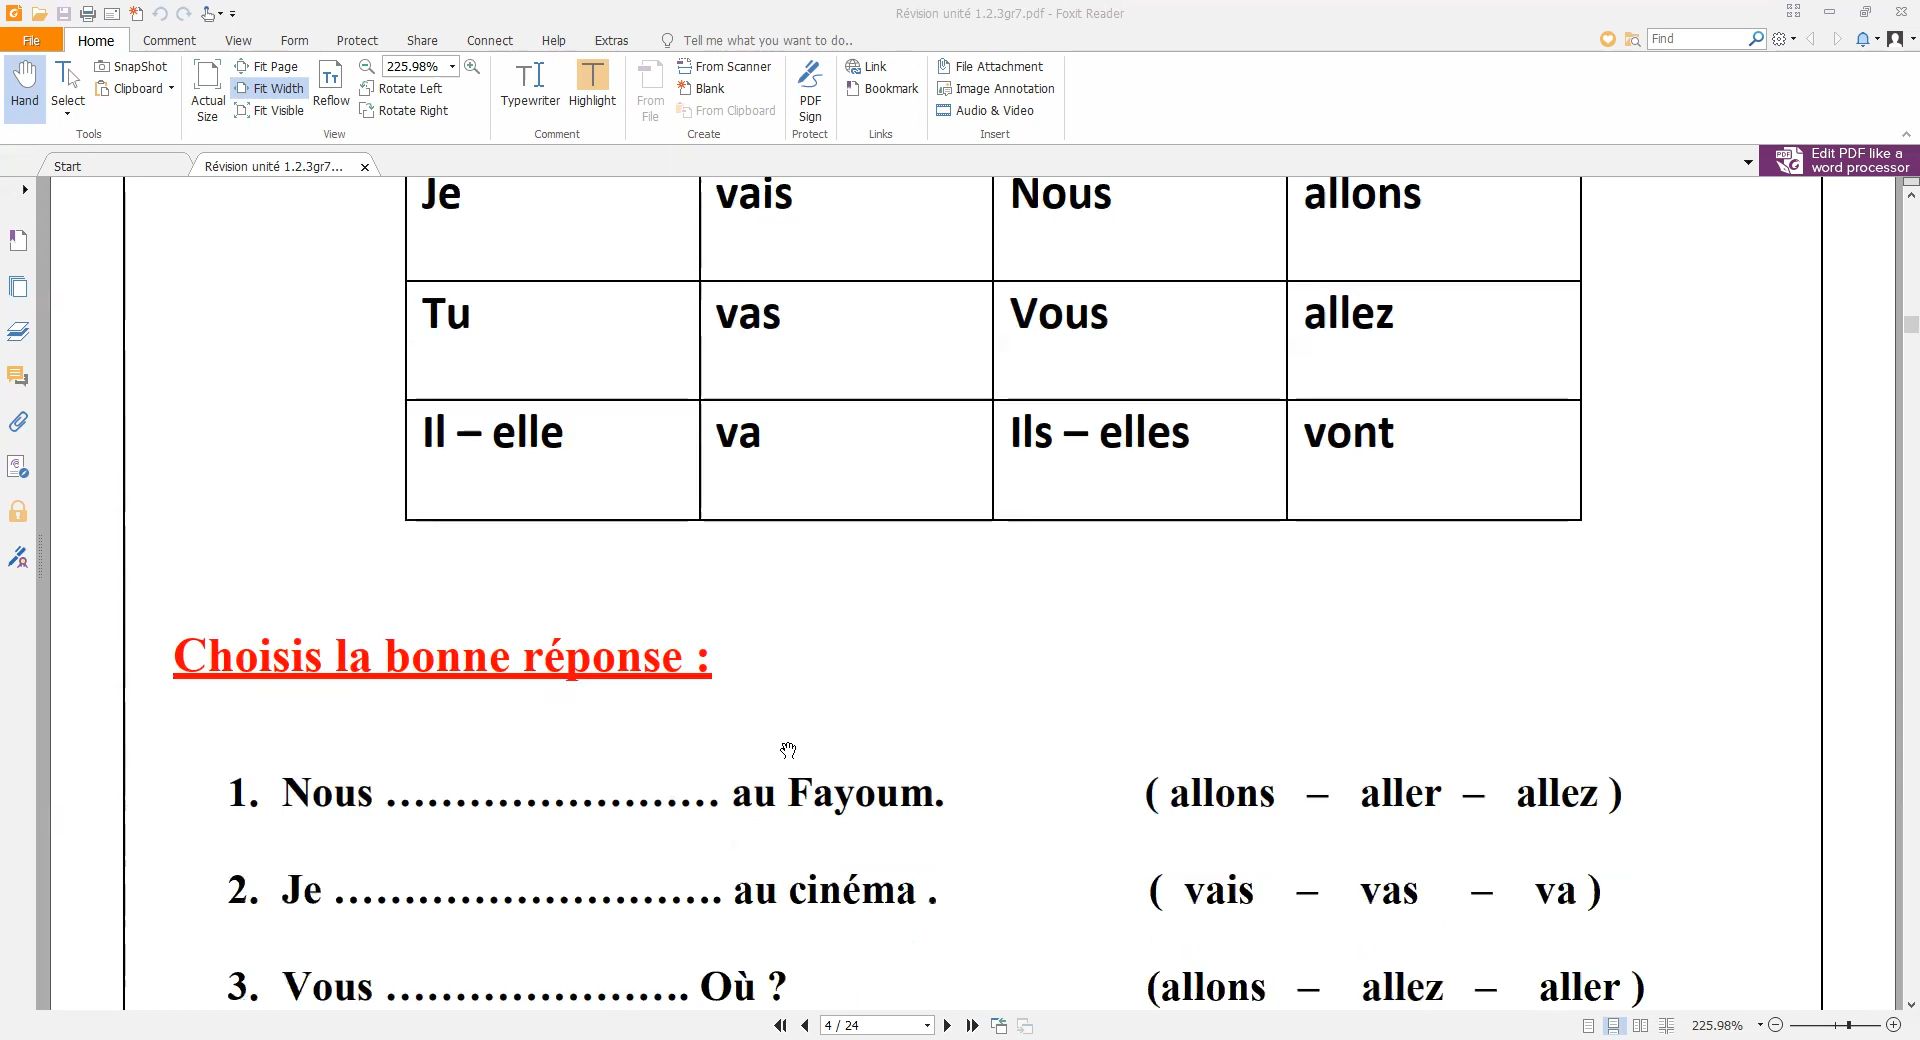 Révision unité 1.2.3gr7.pdf - Foxit Reader
File Home Comment View Form Protect Share Connect Help Extras Tell me what you want to do.. Find
Hand Select SnapShot Clipboard Actual Size Fit Page Fit Width Fit Visible Reflow 225.98% Rotate Left Rotate Right Typewriter Highlight From File From Scanner Blank From Clipboard PDF Sign Link Bookmark File Attachment Image Annotation Audio & Video
Tools View Comment Create Protect Links Insert
Start Révision unité 1.2.3gr7... Edit PDF like a word processor
Je vais Nous allons
Tu vas Vous allez
Il – elle va Ils – elles vont
Choisis la bonne réponse :
1. Nous ........................ au Fayoum. ( allons – aller – allez )
2. Je ............................ au cinéma . ( vais – vas – va )
3. Vous ...................... Où ? (allons – allez – aller )
4 / 24 225.98%